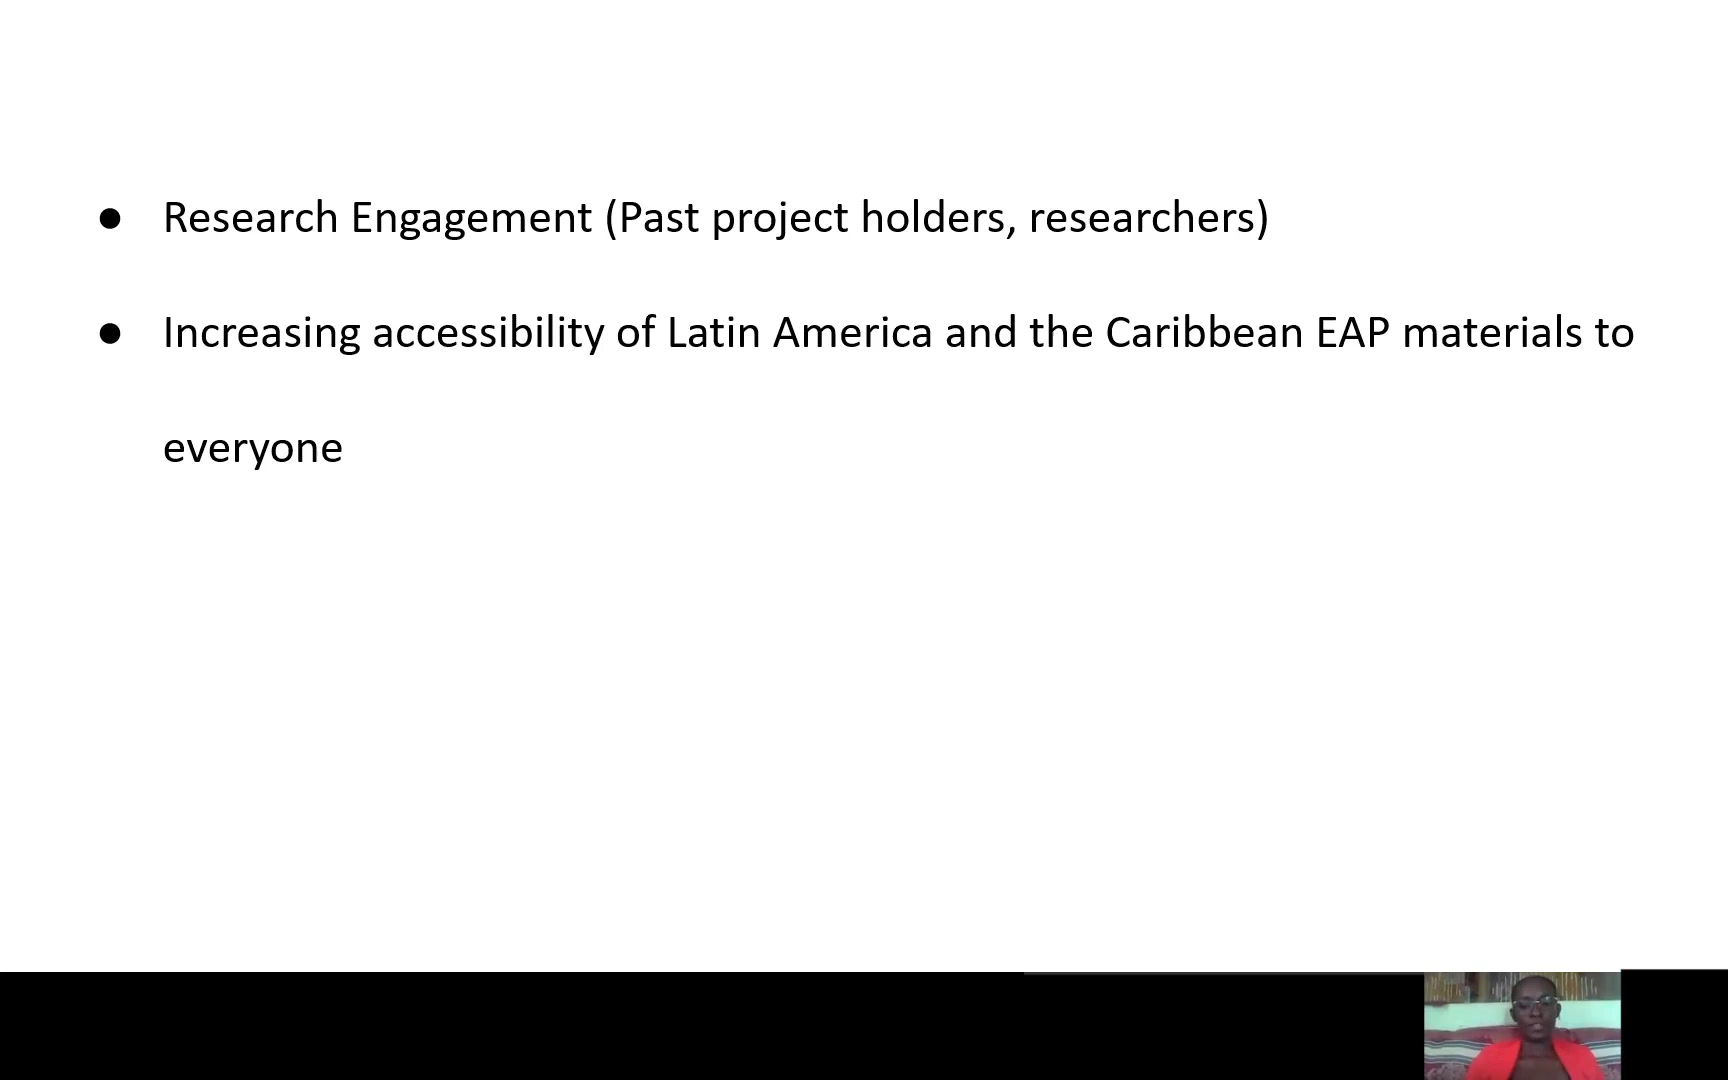 ● Research Engagement (Past project holders, researchers)
● Increasing accessibility of Latin America and the Caribbean EAP materials to
everyone